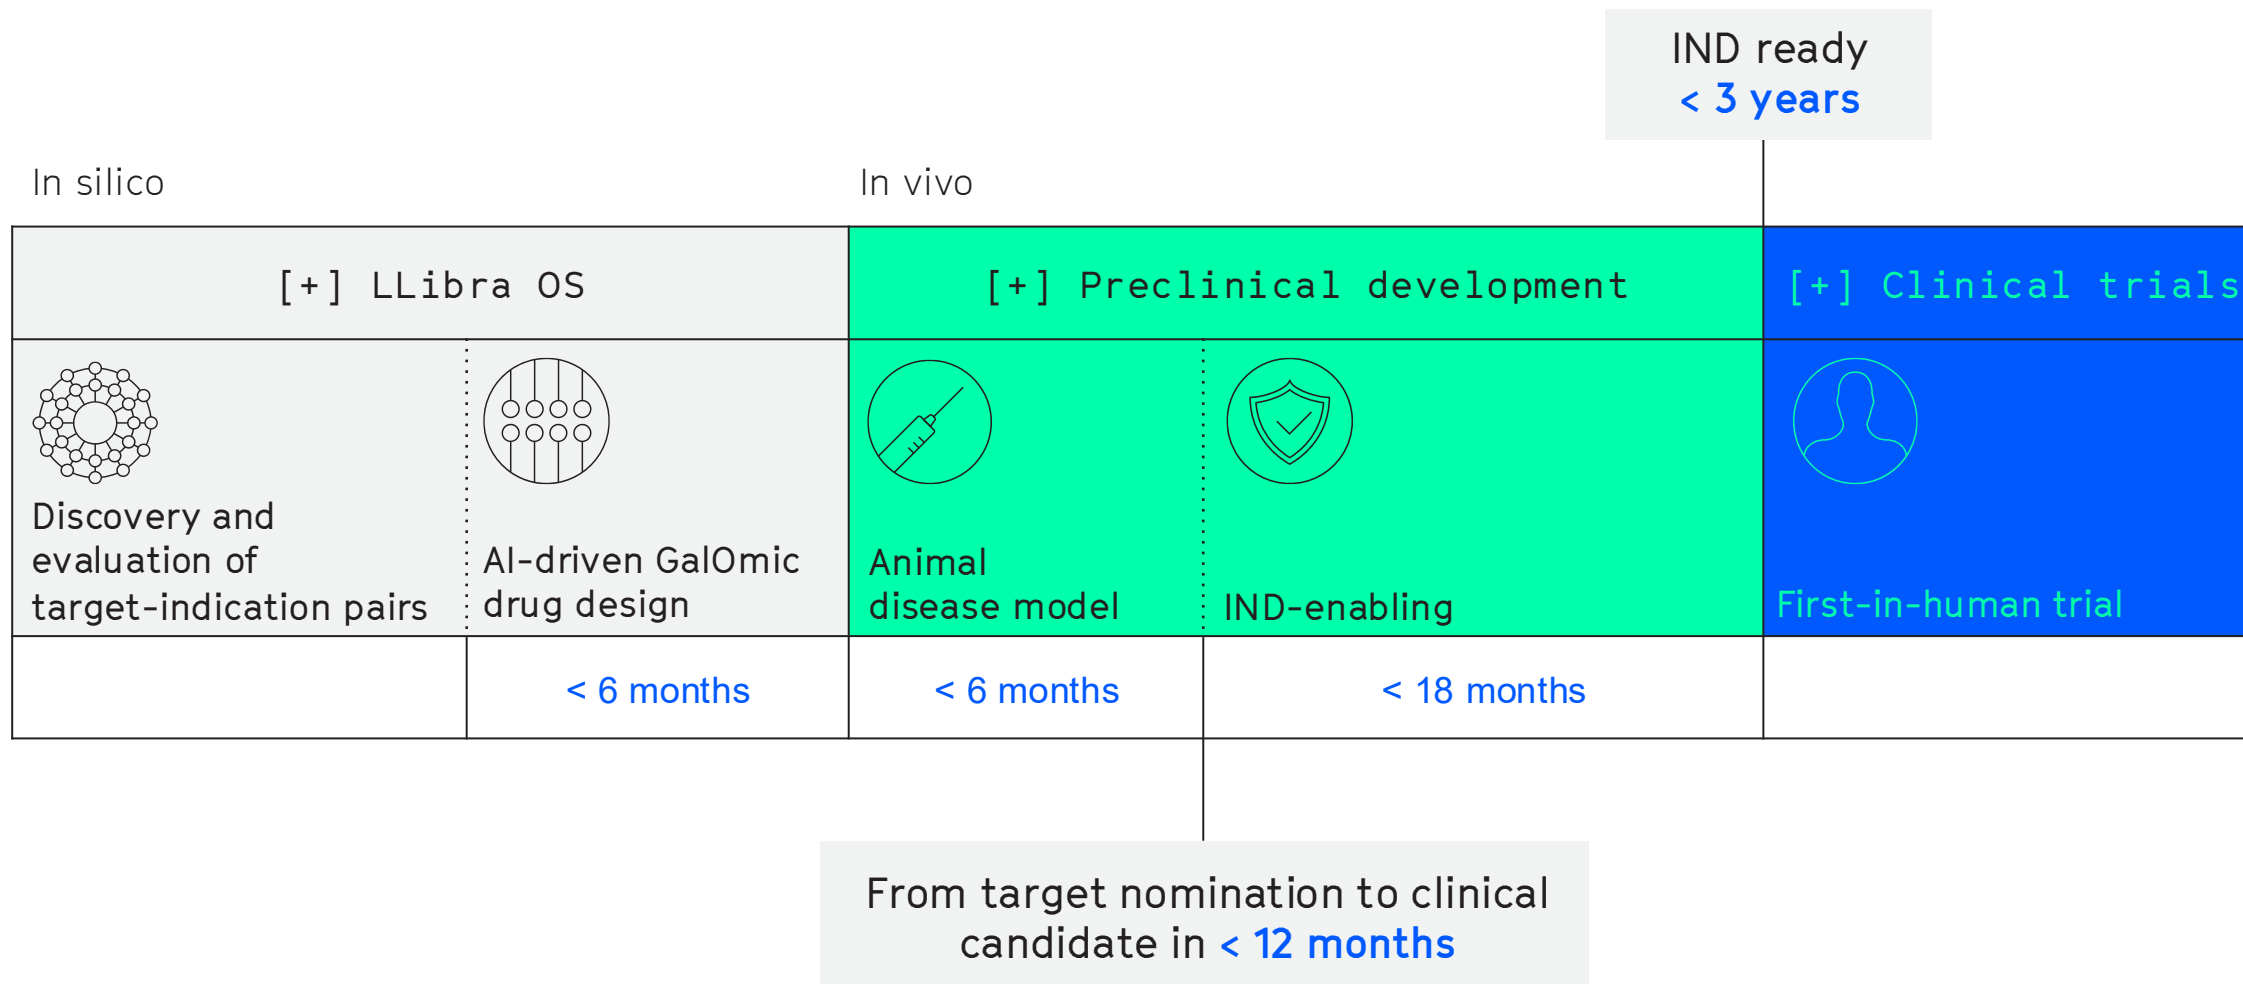 IND ready
< 3 years
In silico
In vivo
[+] LLibra OS
[+] Preclinical development
[+] Clinical trials
Discovery and
evaluation of
target-indication pairs
AI-driven GalOmic
drug design
Animal
disease model
IND-enabling
First-in-human trial
< 6 months
< 6 months
< 18 months
From target nomination to clinical
candidate in < 12 months